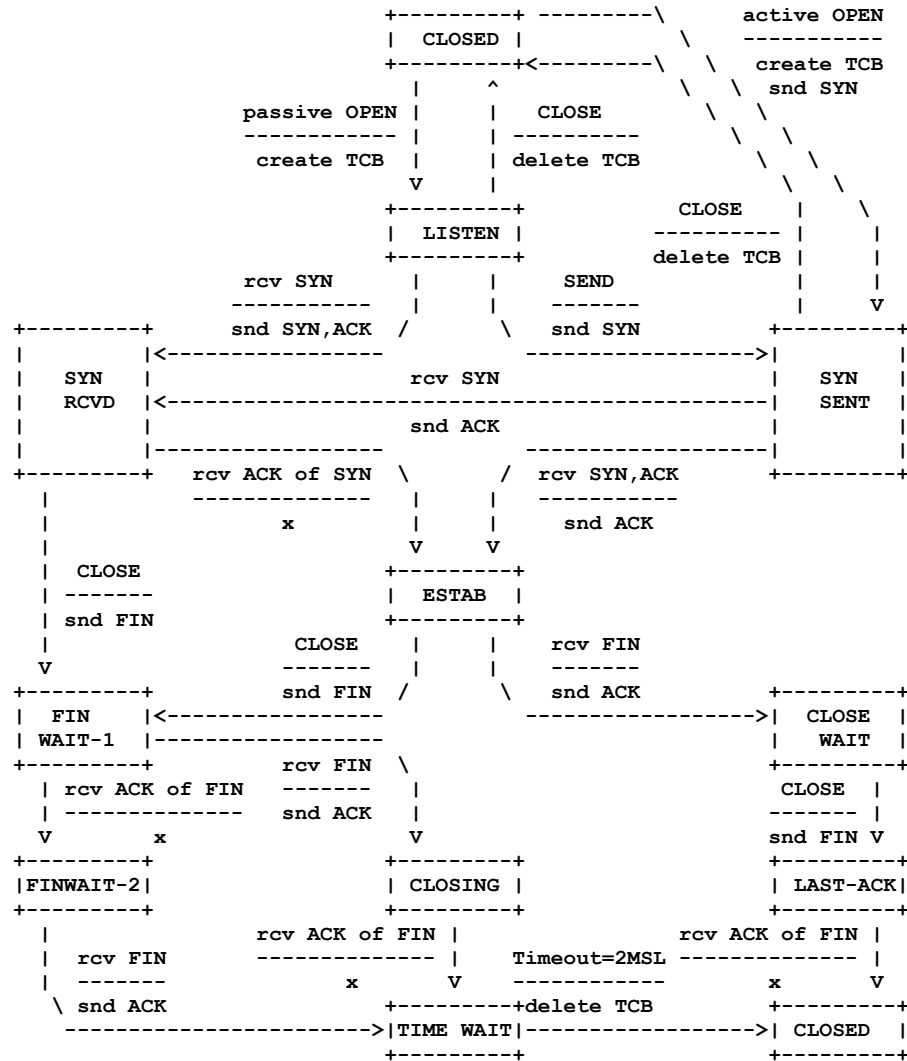 +---------+ ---------\      active OPEN
|  CLOSED |            \    -----------
+---------+<---------\   \   create TCB
|     ^              \   \  snd SYN
passive OPEN |     |   CLOSE        \   \
------------ |     | ----------       \   \
create TCB  |     | delete TCB         \   \
V     |                      \   \
+---------+            CLOSE    |    \
|  LISTEN |          ---------- |     |
+---------+          delete TCB |     |
rcv SYN      |     |     SEND              |     |
-----------   |     |    -------            |     V
+---------+      snd SYN,ACK  /       \   snd SYN          +---------+
|         |<-----------------           ------------------>|         |
|   SYN   |                    rcv SYN                     |   SYN   |
|   RCVD  |<-----------------------------------------------|   SENT  |
|         |                    snd ACK                     |         |
|         |------------------           -------------------|         |
+---------+   rcv ACK of SYN  \       /  rcv SYN,ACK       +---------+
|           --------------   |     |   -----------
|                  x         |     |     snd ACK
|                            V     V
|  CLOSE                   +---------+
| -------                  |  ESTAB  |
| snd FIN                  +---------+
|                   CLOSE    |     |    rcv FIN
V                  -------   |     |    -------
+---------+          snd FIN  /       \   snd ACK          +---------+
|  FIN    |<-----------------           ------------------>|  CLOSE  |
| WAIT-1  |------------------                              |   WAIT  |
+---------+          rcv FIN  \                            +---------+
| rcv ACK of FIN   -------   |                            CLOSE  |
| --------------   snd ACK   |                           ------- |
V        x                   V                           snd FIN V
+---------+                  +---------+                   +---------+
|FINWAIT-2|                  | CLOSING |                   | LAST-ACK|
+---------+                  +---------+                   +---------+
|                rcv ACK of FIN |                 rcv ACK of FIN |
|  rcv FIN       -------------- |    Timeout=2MSL -------------- |
|  -------              x       V    ------------        x       V
\ snd ACK                 +---------+delete TCB         +---------+
------------------------>|TIME WAIT|------------------>| CLOSED  |
+---------+                   +---------+